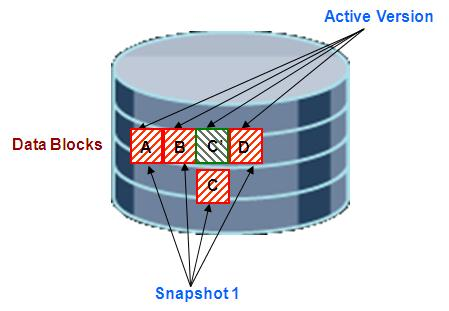 Active Version
Data Blocks
A B C' D
C
Snapshot 1